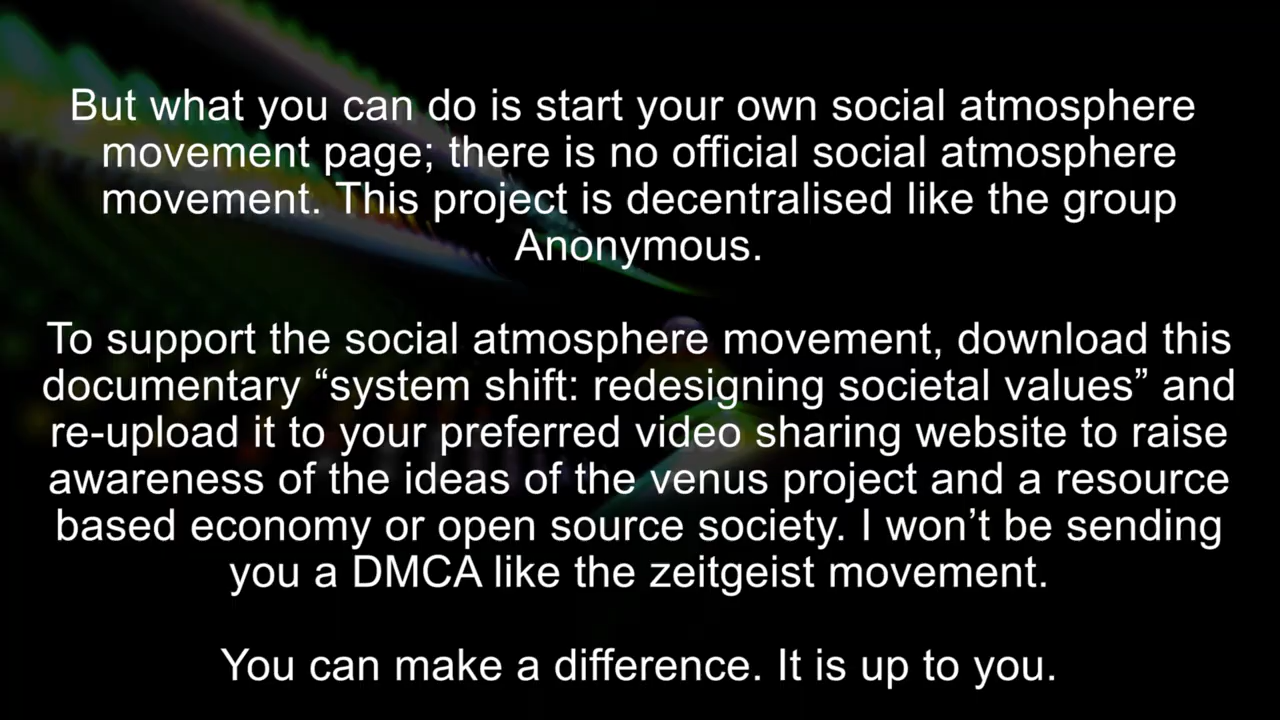 But what you can do is start your own social atmosphere
movement page; there is no official social atmosphere
movement. This project is decentralised like the group
Anonymous.
To support the social atmosphere movement, download this
documentary “system shift: redesigning societal values” and
re-upload it to your preferred video sharing website to raise
awareness of the ideas of the venus project and a resource
based economy or open source society. I won’t be sending
you a DMCA like the zeitgeist movement.
You can make a difference. It is up to you.